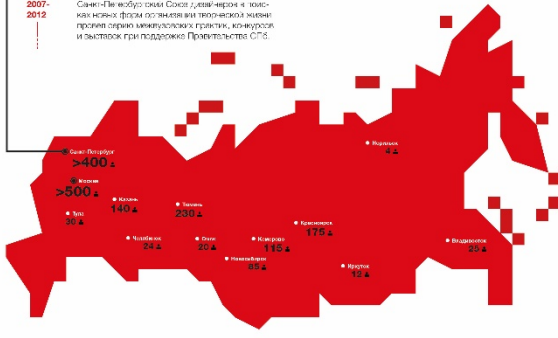 2007-
2012
Санкт-Петербургский Союз дизайнеров в поис-
ках новых форм организации творческой жизни
провел серию межвузовских практик, конкурсов
и выставок при поддержке Правительства СПб.
Санкт-Петербург
>400
Москва
>500
Тула
30
Казань
140
Тюмень
230
Норильск
4
Челябинск
24
Омск
20
Кемерово
115
Красноярск
175
Новосибирск
85
Иркутск
12
Владивосток
25